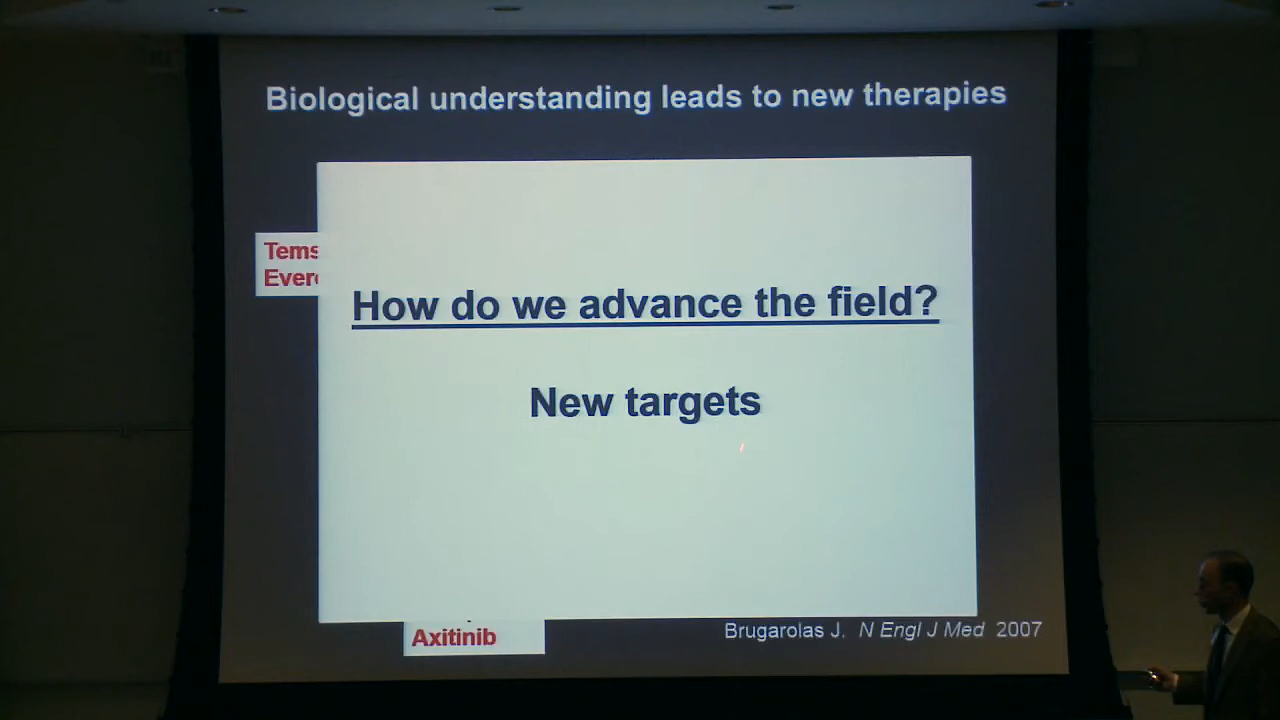 Biological understanding leads to new therapies
Tems
Ever
How do we advance the field?
New targets
Axitinib
Brugarolas J. N Engl J Med 2007